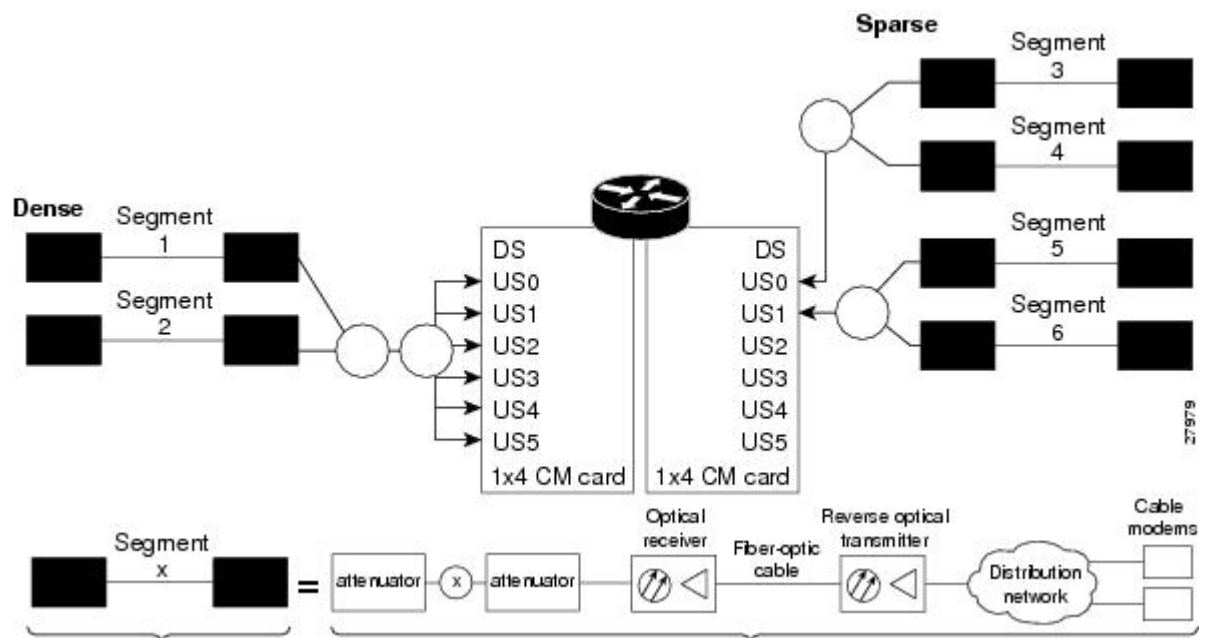 Sparse
Segment
3
Segment
4
Dense
Segment
1
Segment
2
Segment
5
Segment
6
DS
US0
US1
US2
US3
US4
US5
1x4 CM card
DS
US0
US1
US2
US3
US4
US5
1x4 CM card
27979
Segment
x
=
attenuator
x
attenuator
Optical
receiver
Fiber-optic
cable
Reverse optical
transmitter
Distribution
network
Cable
modems